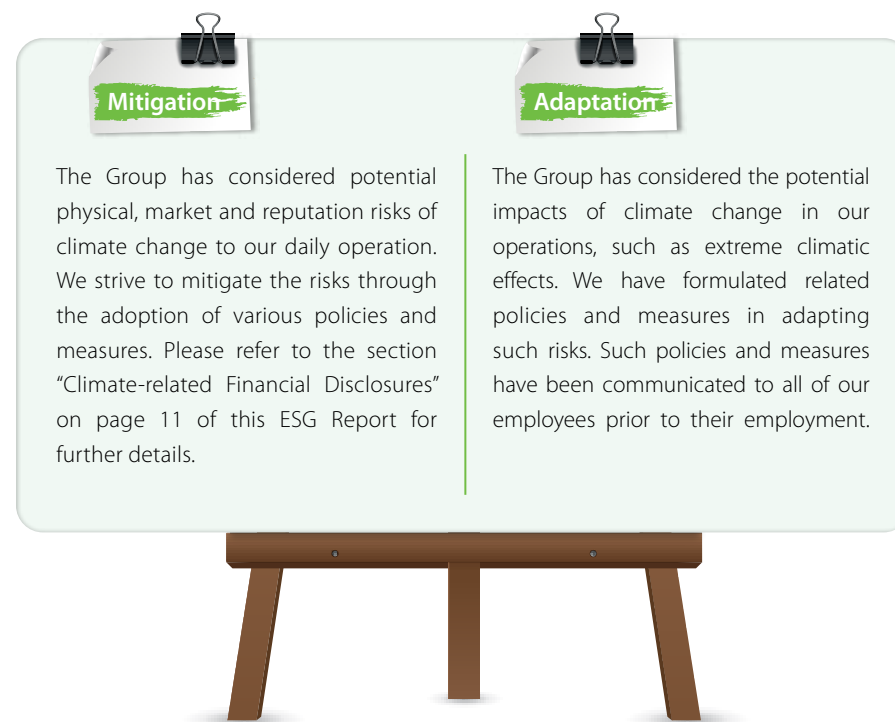 Mitigation
The Group has considered potential
physical, market and reputation risks of
climate change to our daily operation.
We strive to mitigate the risks through
the adoption of various policies and
measures. Please refer to the section
“Climate-related Financial Disclosures”
on page 11 of this ESG Report for
further details.
Adaptation
The Group has considered the potential
impacts of climate change in our
operations, such as extreme climatic
effects. We have formulated related
policies and measures in adapting
such risks. Such policies and measures
have been communicated to all of our
employees prior to their employment.